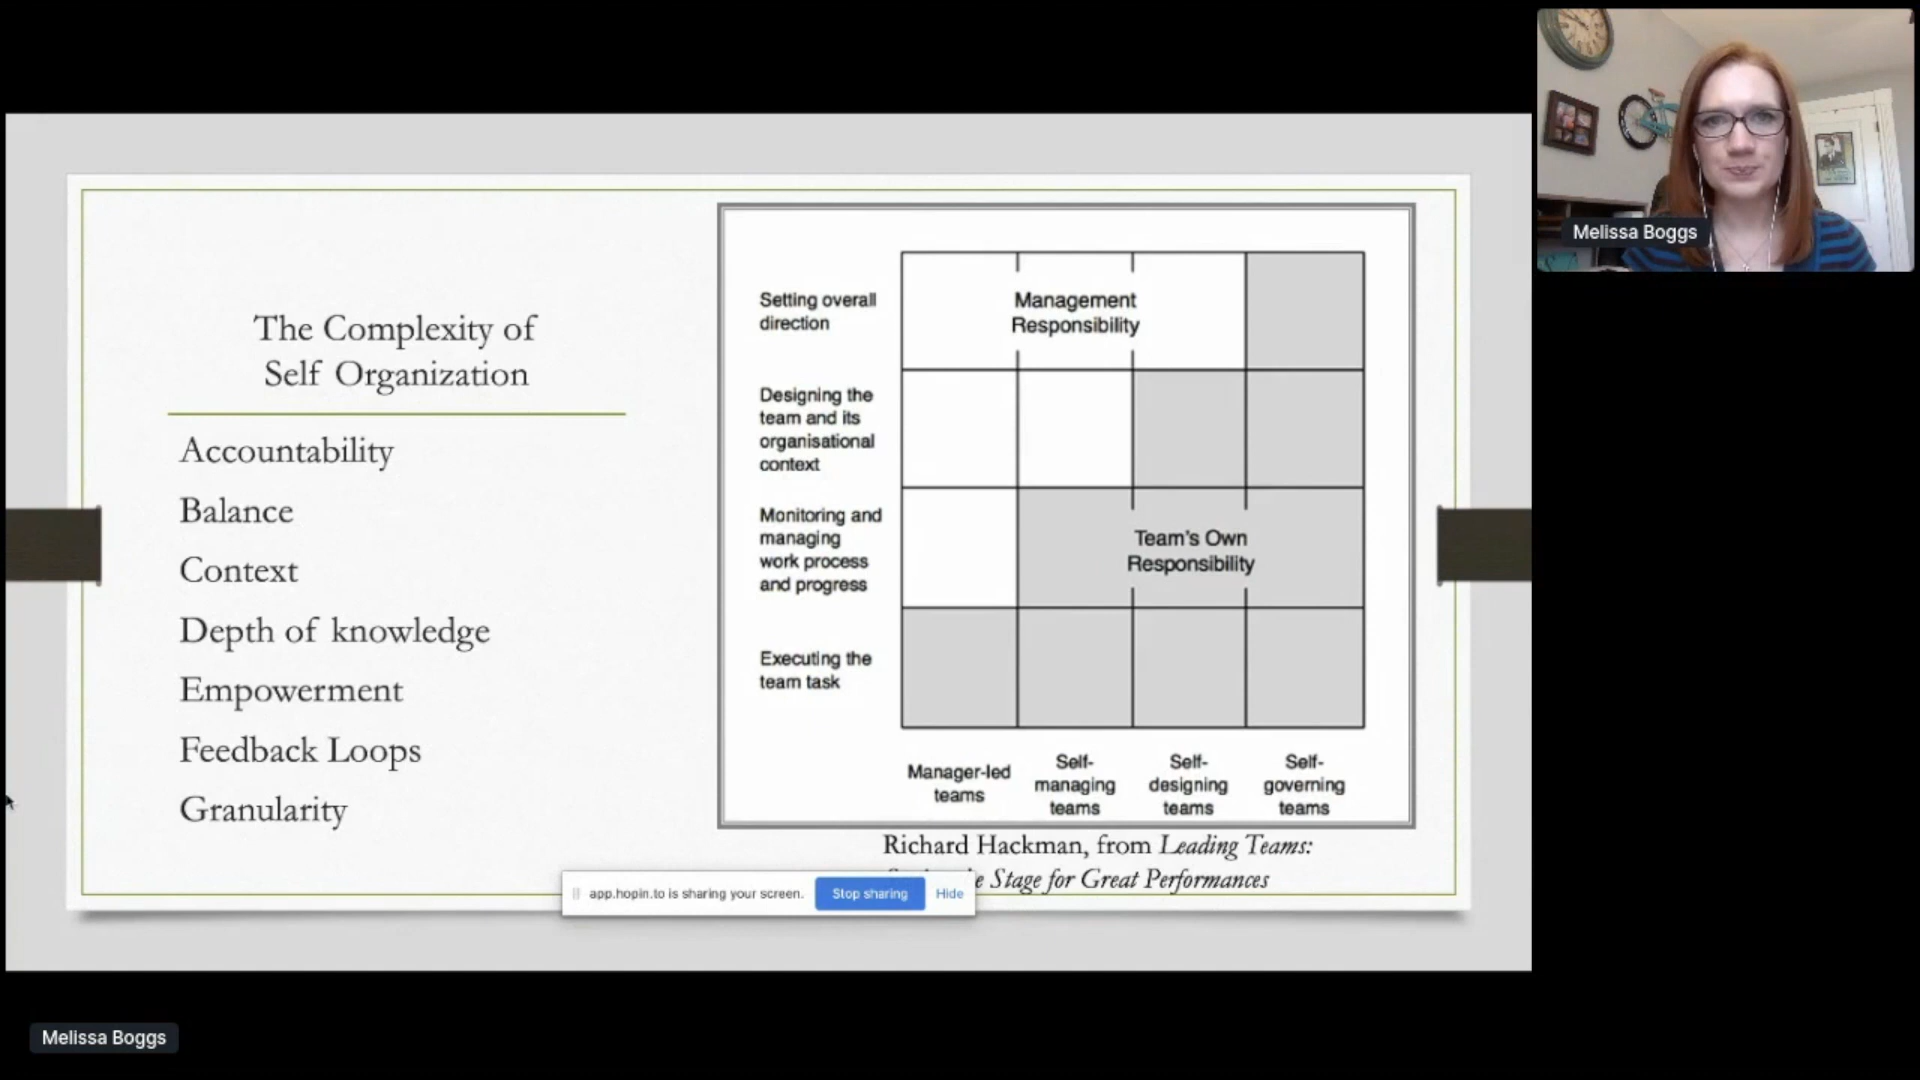 The Complexity of
Self Organization
Accountability
Balance
Context
Depth of knowledge
Empowerment
Feedback Loops
Granularity
Setting overall
direction
Management
Responsibility
Designing the
team and its
organisational
context
Monitoring and
managing
work process
and progress
Team's Own
Responsibility
Executing the
team task
Manager-led
teams
Self-
managing
teams
Self-
designing
teams
Self-
governing
teams
Richard Hackman, from Leading Teams:
Stage for Great Performances
app.hopin.to is sharing your screen.
Stop sharing
Hide
Melissa Boggs
Melissa Boggs